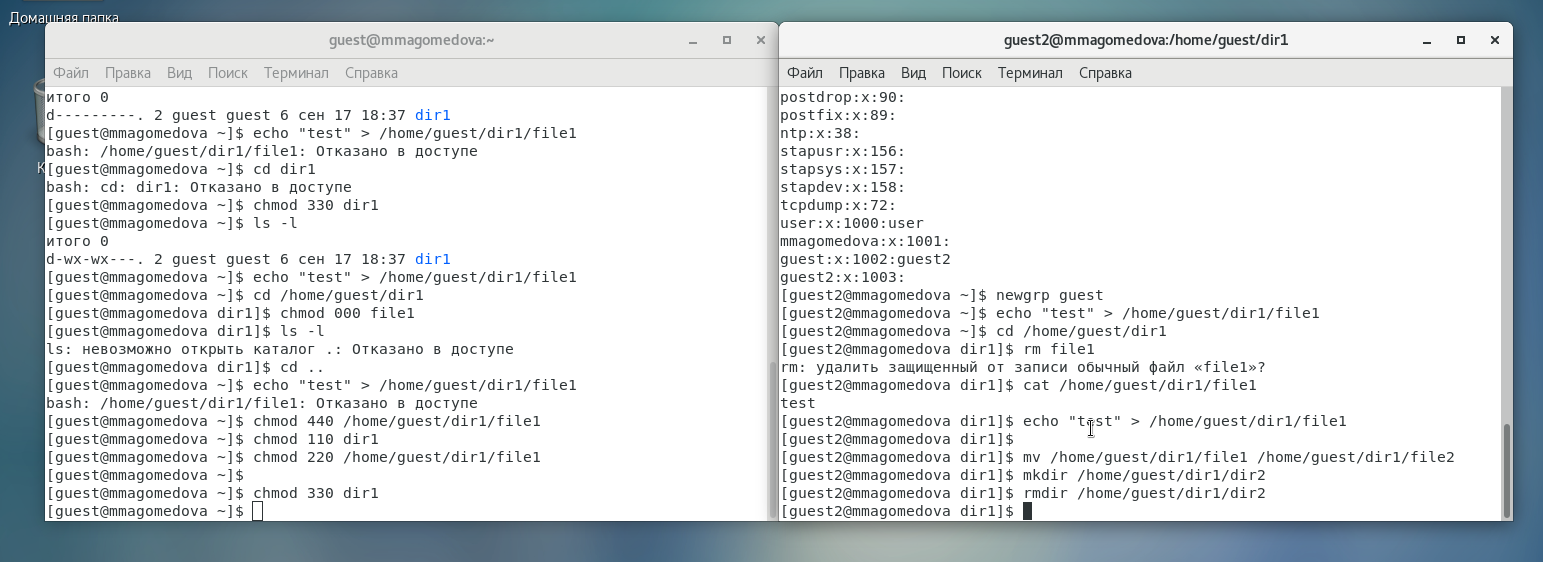 Домашняя папка
guest@mmagomedova:~
Файл Правка Вид Поиск Терминал Справка
итого 0
d---------. 2 guest guest 6 сен 17 18:37 dir1
[guest@mmagomedova ~]$ echo "test" > /home/guest/dir1/file1
bash: /home/guest/dir1/file1: Отказано в доступе
[guest@mmagomedova ~]$ cd dir1
bash: cd: dir1: Отказано в доступе
[guest@mmagomedova ~]$ chmod 330 dir1
[guest@mmagomedova ~]$ ls -l
итого 0
d-wx-wx---. 2 guest guest 6 сен 17 18:37 dir1
[guest@mmagomedova ~]$ echo "test" > /home/guest/dir1/file1
[guest@mmagomedova ~]$ cd /home/guest/dir1
[guest@mmagomedova dir1]$ chmod 000 file1
[guest@mmagomedova dir1]$ ls -l
ls: невозможно открыть каталог .: Отказано в доступе
[guest@mmagomedova dir1]$ cd ..
[guest@mmagomedova ~]$ echo "test" > /home/guest/dir1/file1
bash: /home/guest/dir1/file1: Отказано в доступе
[guest@mmagomedova ~]$ chmod 440 /home/guest/dir1/file1
[guest@mmagomedova ~]$ chmod 110 dir1
[guest@mmagomedova ~]$ chmod 220 /home/guest/dir1/file1
[guest@mmagomedova ~]$
[guest@mmagomedova ~]$ chmod 330 dir1
[guest@mmagomedova ~]$
guest2@mmagomedova:/home/guest/dir1
Файл Правка Вид Поиск Терминал Справка
postdrop:x:90:
postfix:x:89:
ntp:x:38:
stapusr:x:156:
stapsys:x:157:
stapdev:x:158:
tcpdump:x:72:
user:x:1000:user
mmagomedova:x:1001:
guest:x:1002:guest2
guest2:x:1003:
[guest2@mmagomedova ~]$ newgrp guest
[guest2@mmagomedova ~]$ echo "test" > /home/guest/dir1/file1
[guest2@mmagomedova ~]$ cd /home/guest/dir1
[guest2@mmagomedova dir1]$ rm file1
rm: удалить защищенный от записи обычный файл «file1»?
[guest2@mmagomedova dir1]$ cat /home/guest/dir1/file1
test
[guest2@mmagomedova dir1]$ echo "test" > /home/guest/dir1/file1
[guest2@mmagomedova dir1]$
[guest2@mmagomedova dir1]$ mv /home/guest/dir1/file1 /home/guest/dir1/file2
[guest2@mmagomedova dir1]$ mkdir /home/guest/dir1/dir2
[guest2@mmagomedova dir1]$ rmdir /home/guest/dir1/dir2
[guest2@mmagomedova dir1]$